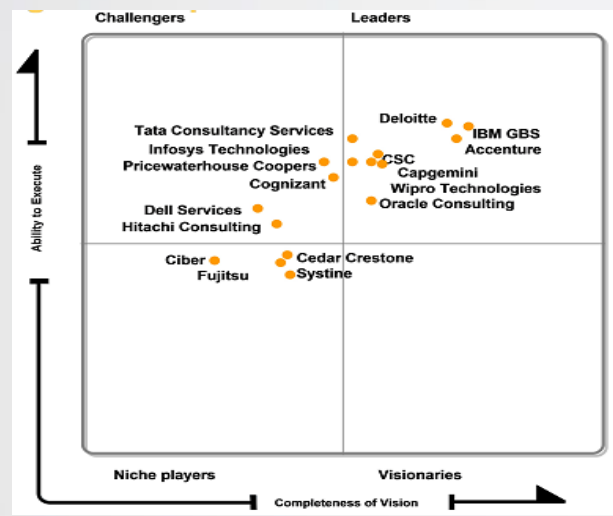 Challengers
Leaders
Deloitte
Tata Consultancy Services
IBM GBS
Infosys Technologies
Accenture
Pricewaterhouse Coopers
CSC
Capgemini
Cognizant
Wipro Technologies
Dell Services
Oracle Consulting
Hitachi Consulting
Ciber
Cedar Crestone
Fujitsu
Systine
Ability to Execute
Niche players
Visionaries
Completeness of Vision